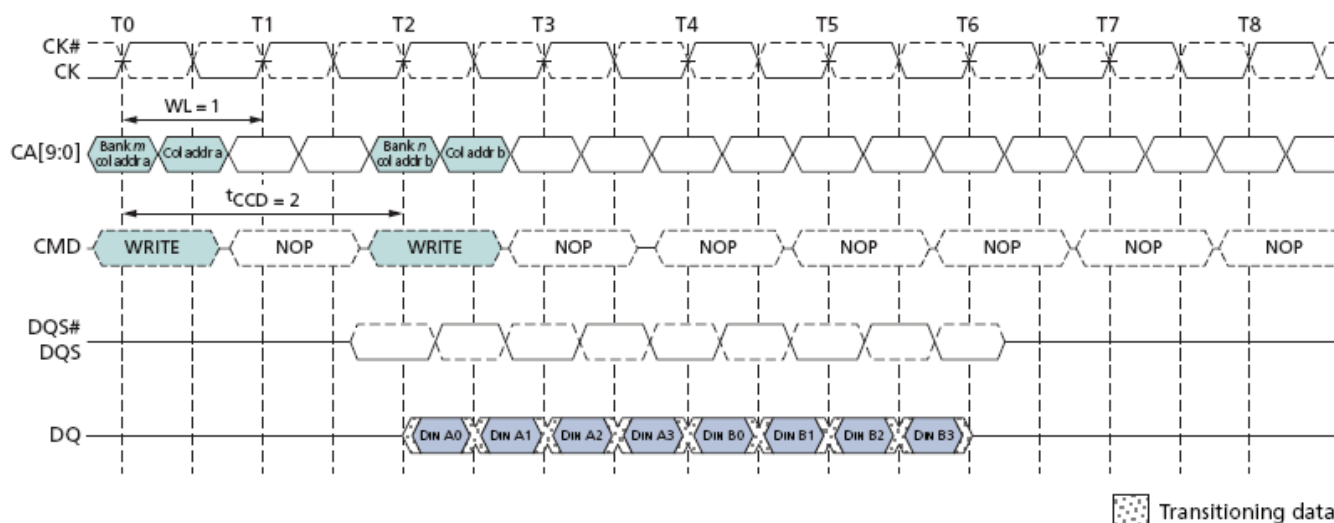 T0 T1 T2 T3 T4 T5 T6 T7 T8
CK#
CK
WL = 1
CA[9:0]
Bank m
col addr a
Col addr a
Bank n
col addr b
Col addr b
tCCD = 2
CMD
WRITE NOP WRITE NOP NOP NOP NOP NOP NOP
DQS#
DQS
DQ
DIN A0 DIN A1 DIN A2 DIN A3 DIN B0 DIN B1 DIN B2 DIN B3
Transitioning data